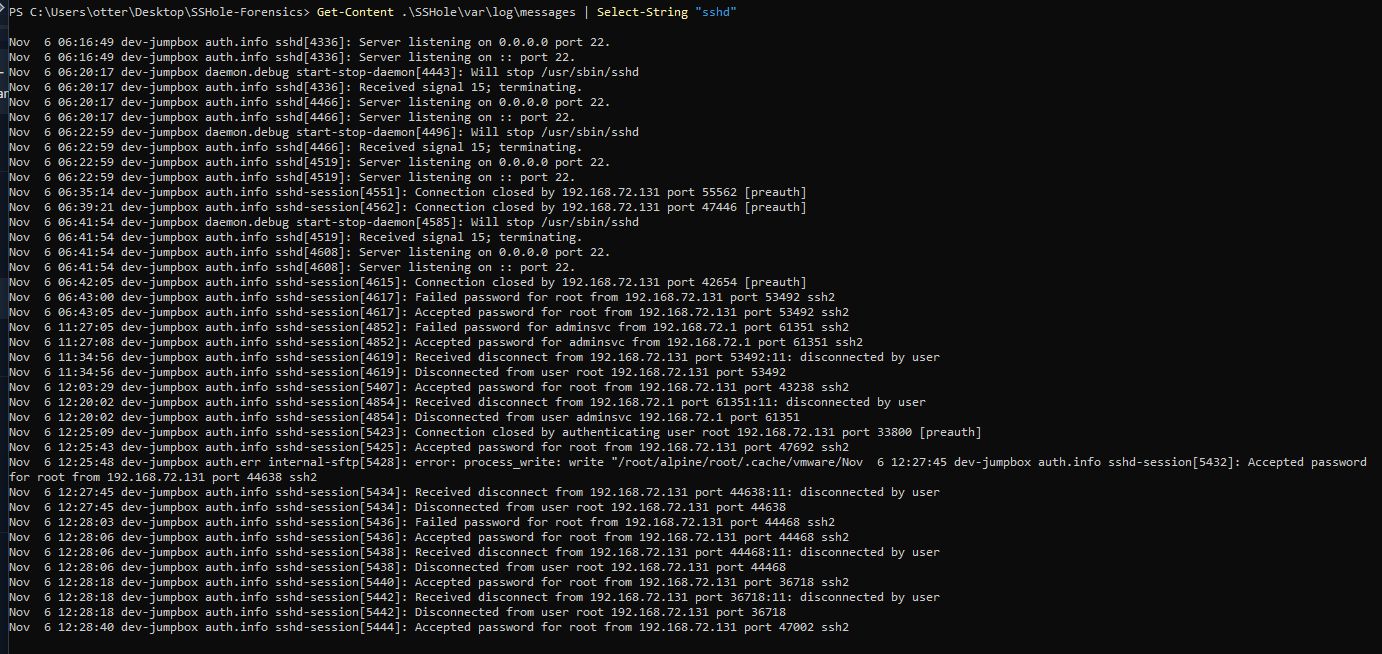 PS C:\Users\otter\Desktop\SSHole-Forensics> Get-Content .\SSHole\var\log\messages | Select-String "sshd"
Nov  6 06:16:49 dev-jumpbox auth.info sshd[4336]: Server listening on 0.0.0.0 port 22.
Nov  6 06:16:49 dev-jumpbox auth.info sshd[4336]: Server listening on :: port 22.
Nov  6 06:20:17 dev-jumpbox daemon.debug start-stop-daemon[4443]: Will stop /usr/sbin/sshd
Nov  6 06:20:17 dev-jumpbox auth.info sshd[4336]: Received signal 15; terminating.
Nov  6 06:20:17 dev-jumpbox auth.info sshd[4466]: Server listening on 0.0.0.0 port 22.
Nov  6 06:20:17 dev-jumpbox auth.info sshd[4466]: Server listening on :: port 22.
Nov  6 06:22:59 dev-jumpbox daemon.debug start-stop-daemon[4496]: Will stop /usr/sbin/sshd
Nov  6 06:22:59 dev-jumpbox auth.info sshd[4466]: Received signal 15; terminating.
Nov  6 06:22:59 dev-jumpbox auth.info sshd[4519]: Server listening on 0.0.0.0 port 22.
Nov  6 06:22:59 dev-jumpbox auth.info sshd[4519]: Server listening on :: port 22.
Nov  6 06:35:14 dev-jumpbox auth.info sshd-session[4551]: Connection closed by 192.168.72.131 port 55562 [preauth]
Nov  6 06:39:21 dev-jumpbox auth.info sshd-session[4562]: Connection closed by 192.168.72.131 port 47446 [preauth]
Nov  6 06:41:54 dev-jumpbox daemon.debug start-stop-daemon[4585]: Will stop /usr/sbin/sshd
Nov  6 06:41:54 dev-jumpbox auth.info sshd[4519]: Received signal 15; terminating.
Nov  6 06:41:54 dev-jumpbox auth.info sshd[4608]: Server listening on 0.0.0.0 port 22.
Nov  6 06:41:54 dev-jumpbox auth.info sshd[4608]: Server listening on :: port 22.
Nov  6 06:42:05 dev-jumpbox auth.info sshd-session[4615]: Connection closed by 192.168.72.131 port 42654 [preauth]
Nov  6 06:43:00 dev-jumpbox auth.info sshd-session[4617]: Failed password for root from 192.168.72.131 port 53492 ssh2
Nov  6 06:43:05 dev-jumpbox auth.info sshd-session[4617]: Accepted password for root from 192.168.72.131 port 53492 ssh2
Nov  6 11:27:05 dev-jumpbox auth.info sshd-session[4852]: Failed password for adminsvc from 192.168.72.1 port 61351 ssh2
Nov  6 11:27:08 dev-jumpbox auth.info sshd-session[4852]: Accepted password for adminsvc from 192.168.72.1 port 61351 ssh2
Nov  6 11:34:56 dev-jumpbox auth.info sshd-session[4619]: Received disconnect from 192.168.72.131 port 53492:11: disconnected by user
Nov  6 11:34:56 dev-jumpbox auth.info sshd-session[4619]: Disconnected from user root 192.168.72.131 port 53492
Nov  6 12:03:29 dev-jumpbox auth.info sshd-session[5407]: Accepted password for root from 192.168.72.131 port 43238 ssh2
Nov  6 12:20:02 dev-jumpbox auth.info sshd-session[4854]: Received disconnect from 192.168.72.1 port 61351:11: disconnected by user
Nov  6 12:20:02 dev-jumpbox auth.info sshd-session[4854]: Disconnected from user adminsvc 192.168.72.1 port 61351
Nov  6 12:25:09 dev-jumpbox auth.info sshd-session[5423]: Connection closed by authenticating user root 192.168.72.131 port 33800 [preauth]
Nov  6 12:25:43 dev-jumpbox auth.info sshd-session[5425]: Accepted password for root from 192.168.72.131 port 47692 ssh2
Nov  6 12:25:48 dev-jumpbox auth.err internal-sftp[5428]: error: process_write: write "/root/alpine/root/.cache/vmware/Nov  6 12:27:45 dev-jumpbox auth.info sshd-session[5432]: Accepted password
for root from 192.168.72.131 port 44638 ssh2
Nov  6 12:27:45 dev-jumpbox auth.info sshd-session[5434]: Received disconnect from 192.168.72.131 port 44638:11: disconnected by user
Nov  6 12:27:45 dev-jumpbox auth.info sshd-session[5434]: Disconnected from user root 192.168.72.131 port 44638
Nov  6 12:28:03 dev-jumpbox auth.info sshd-session[5436]: Failed password for root from 192.168.72.131 port 44468 ssh2
Nov  6 12:28:06 dev-jumpbox auth.info sshd-session[5436]: Accepted password for root from 192.168.72.131 port 44468 ssh2
Nov  6 12:28:06 dev-jumpbox auth.info sshd-session[5438]: Received disconnect from 192.168.72.131 port 44468:11: disconnected by user
Nov  6 12:28:06 dev-jumpbox auth.info sshd-session[5438]: Disconnected from user root 192.168.72.131 port 44468
Nov  6 12:28:18 dev-jumpbox auth.info sshd-session[5440]: Accepted password for root from 192.168.72.131 port 36718 ssh2
Nov  6 12:28:18 dev-jumpbox auth.info sshd-session[5442]: Received disconnect from 192.168.72.131 port 36718:11: disconnected by user
Nov  6 12:28:18 dev-jumpbox auth.info sshd-session[5442]: Disconnected from user root 192.168.72.131 port 36718
Nov  6 12:28:40 dev-jumpbox auth.info sshd-session[5444]: Accepted password for root from 192.168.72.131 port 47002 ssh2